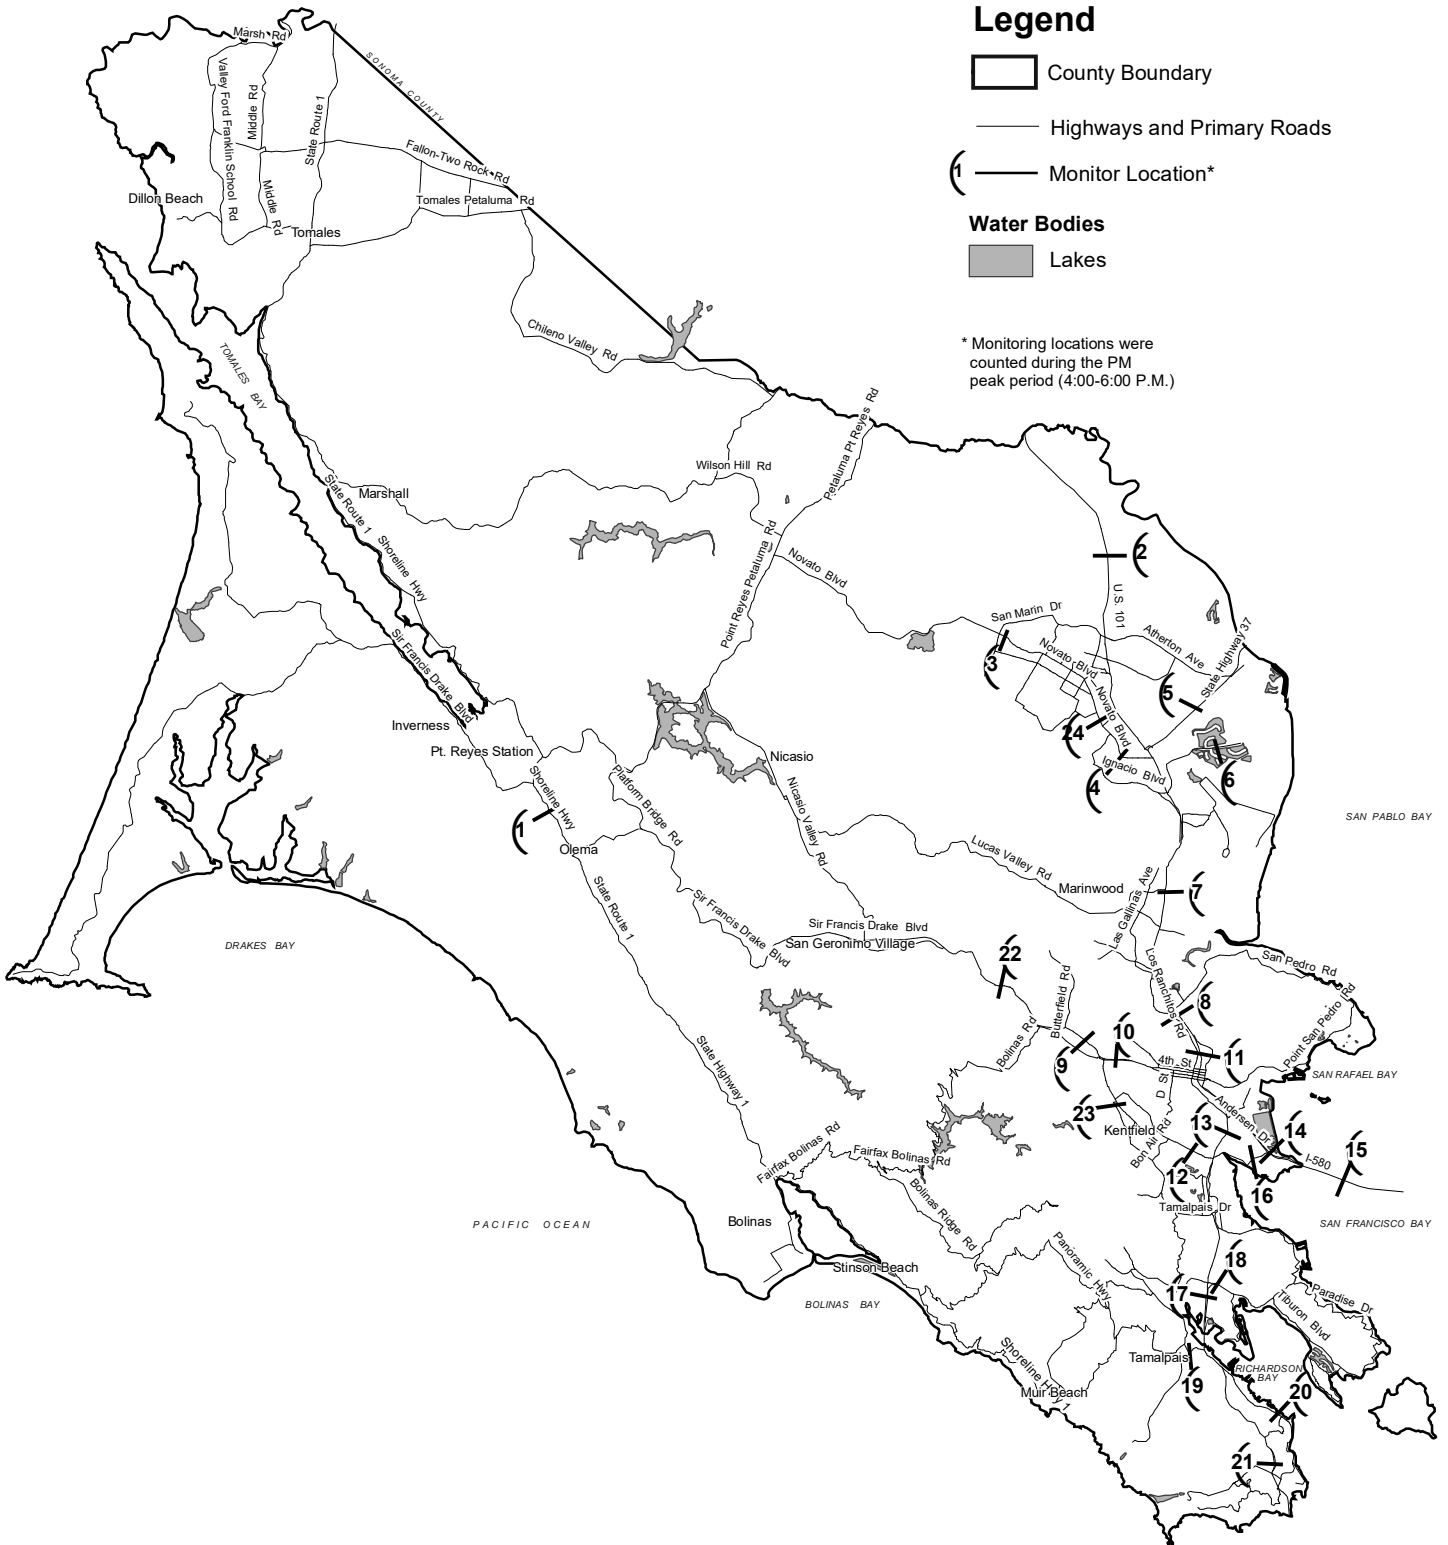 Legend
County Boundary
Highways and Primary Roads
1
Monitor Location*
Water Bodies
Lakes
* Monitoring locations were
counted during the PM
peak period (4:00-6:00 P.M.)
Marsh Rd
SONOMA COUNTY
Valley Ford Franklin School Rd
Middle Rd
State Route 1
Fallon-Two Rock Rd
Dillon Beach
Middle Rd
Tomales Petaluma Rd
Tomales
Chileno Valley Rd
TOMALES BAY
Petaluma Pt Reyes Rd
Wilson Hill Rd
Marshall
State Route 1
Shoreline Hwy
Point Reyes Petaluma Rd
Novato Blvd
2
U.S. 101
San Marin Dr
Atherton Ave
State Highway 37
3
Novato Blvd
5
Novato Blvd
24
Sir Francis Drake Blvd
Inverness
Pt. Reyes Station
Nicasio
Ignacio Blvd
4
6
Shoreline Hwy
Platform Bridge Rd
Nicasio Valley Rd
SAN PABLO BAY
1
Olema
Lucas Valley Rd
Marinwood
7
Las Gallinas Ave
State Route 1
Sir Francis Drake Blvd
Sir Francis Drake Blvd
San Geronimo Village
DRAKES BAY
22
Butterfield Rd
Los Ranchitos Rd
San Pedro Rd
Point San Pedro Rd
8
Bolinas Rd
10
9
4th St
11
D St
SAN RAFAEL BAY
State Highway 1
23
Kentfield
Bon Air Rd
13
Andersen Dr
14
15
I-580
Fairfax Bolinas Rd
Fairfax Bolinas Rd
12
16
Bolinas Ridge Rd
Tamalpais Dr
PACIFIC OCEAN
Bolinas
SAN FRANCISCO BAY
Panoramic Hwy
18
Stinson Beach
17
Paradise Dr
Tiburon Blvd
BOLINAS BAY
Shoreline Hwy 1
Tamalpais
RICHARDSON
BAY
19
Muir Beach
20
21